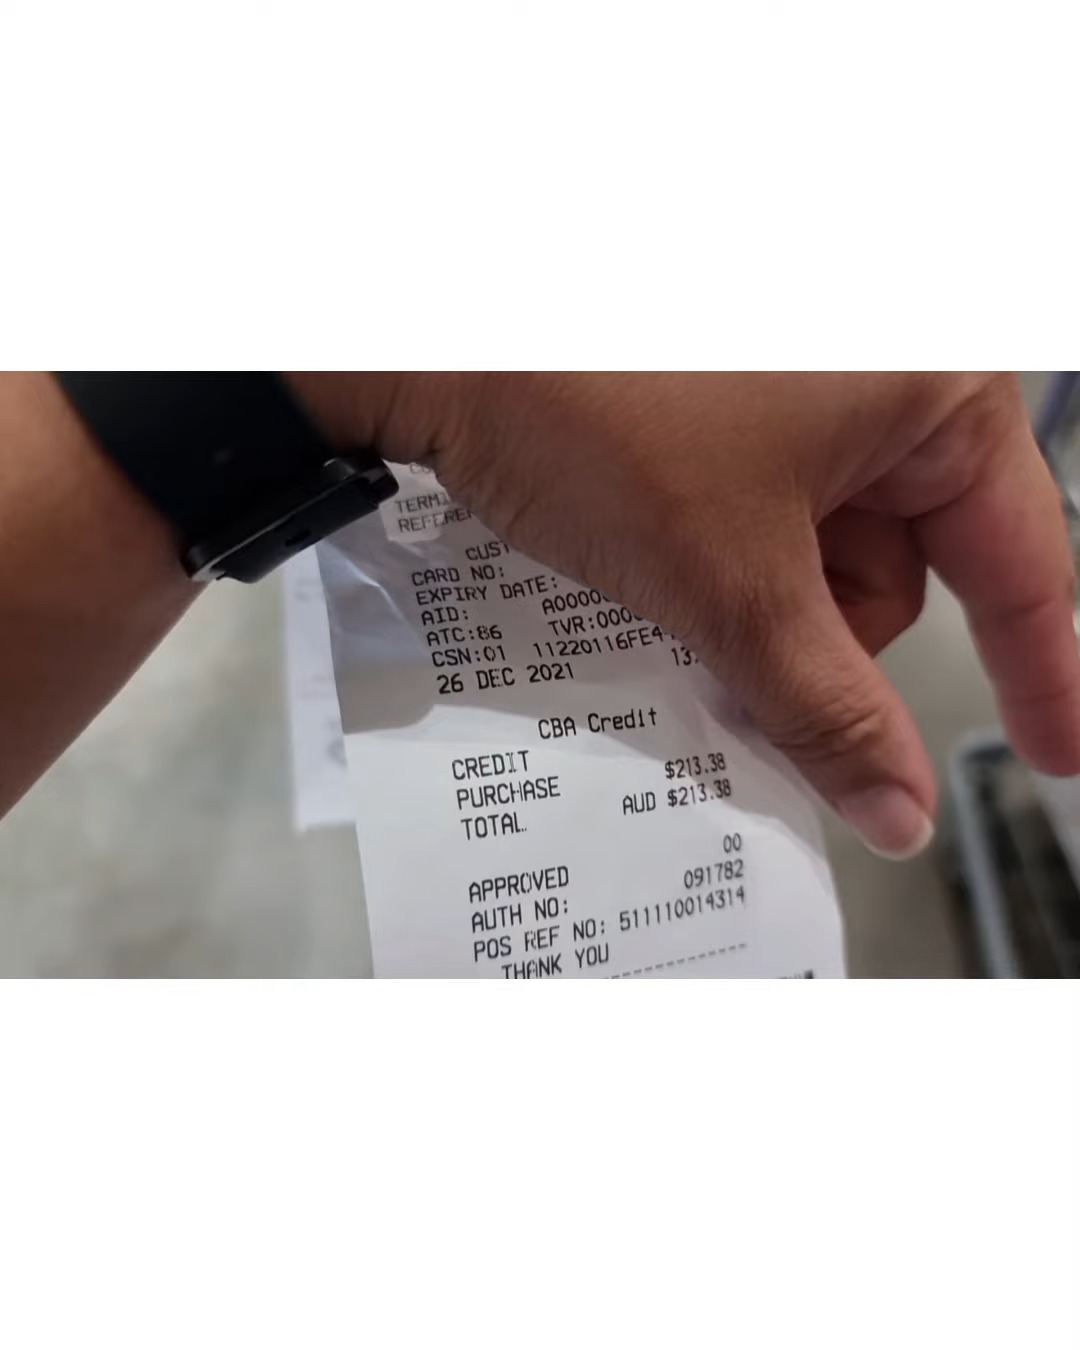 CUST
CARD NO:
EXPIRY DATE:
AID: A0000
ATC:86 TVR:000
CSN:01 11220116FE4
26 DEC 2021 13
CBA Credit
CREDIT
PURCHASE $213.38
TOTAL AUD $213.38
APPROVED 00
AUTH NO: 091782
POS REF NO: 511110014314
THANK YOU